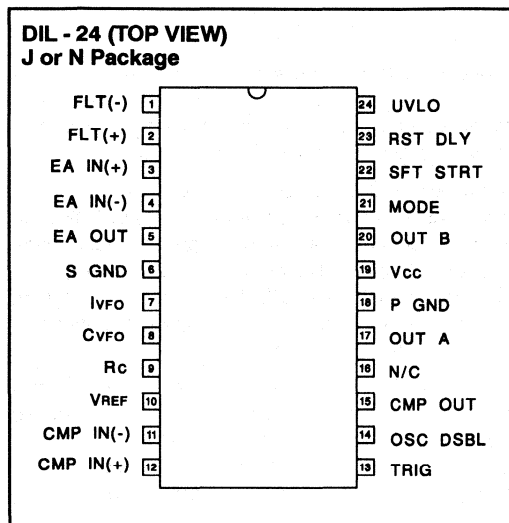 DIL - 24 (TOP VIEW)
J or N Package
FLT(-) 1
FLT(+) 2
EA IN(+) 3
EA IN(-) 4
EA OUT 5
S GND 6
IVFO 7
CVFO 8
RC 9
VREF 10
CMP IN(-) 11
CMP IN(+) 12
24 UVLO
23 RST DLY
22 SFT STRT
21 MODE
20 OUT B
19 Vcc
18 P GND
17 OUT A
16 N/C
15 CMP OUT
14 OSC DSBL
13 TRIG